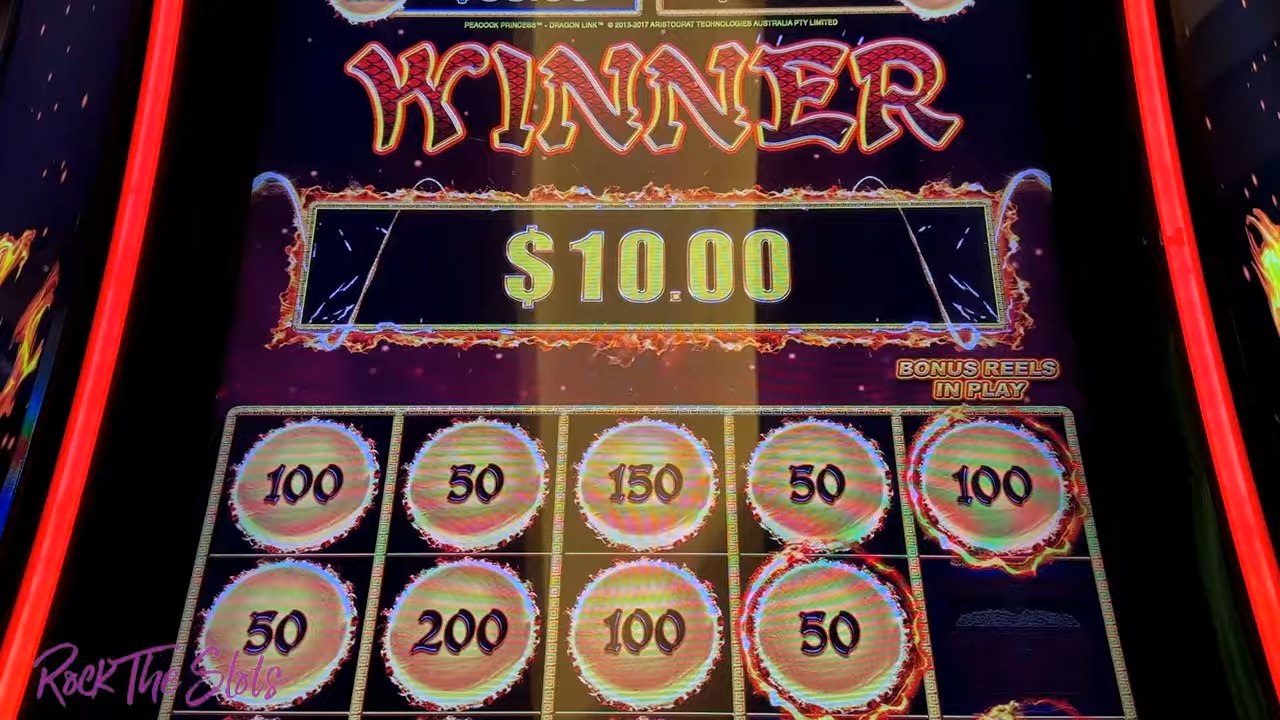 PEACOCK PRINCESS™ - DRAGON LINK™ © 2013-2017 ARISTOCRAT TECHNOLOGIES AUSTRALIA PTY LIMITED
WINNER
$10.00
BONUS REELS
IN PLAY
100 50 150 50 100
50 200 100 50
Rock The Slots